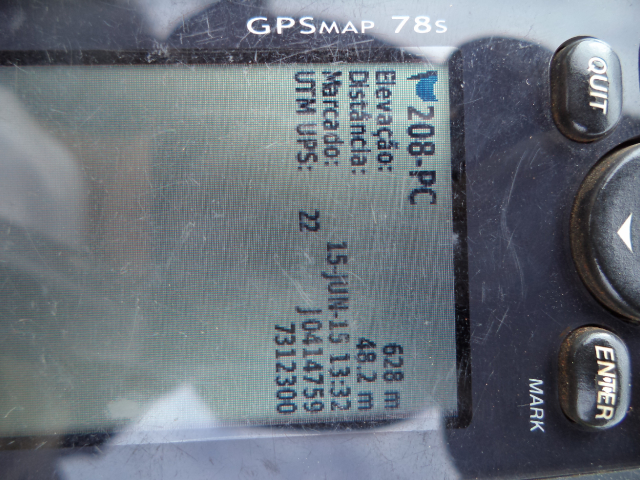 GPSMAP 78s
208-PC
Elevação: 628 m
Distância: 48.2 m
Marcado: 15-JUN-15 13:32
UTM UPS: 22 J 0414759
7312300
QUIT
ENTER
MARK